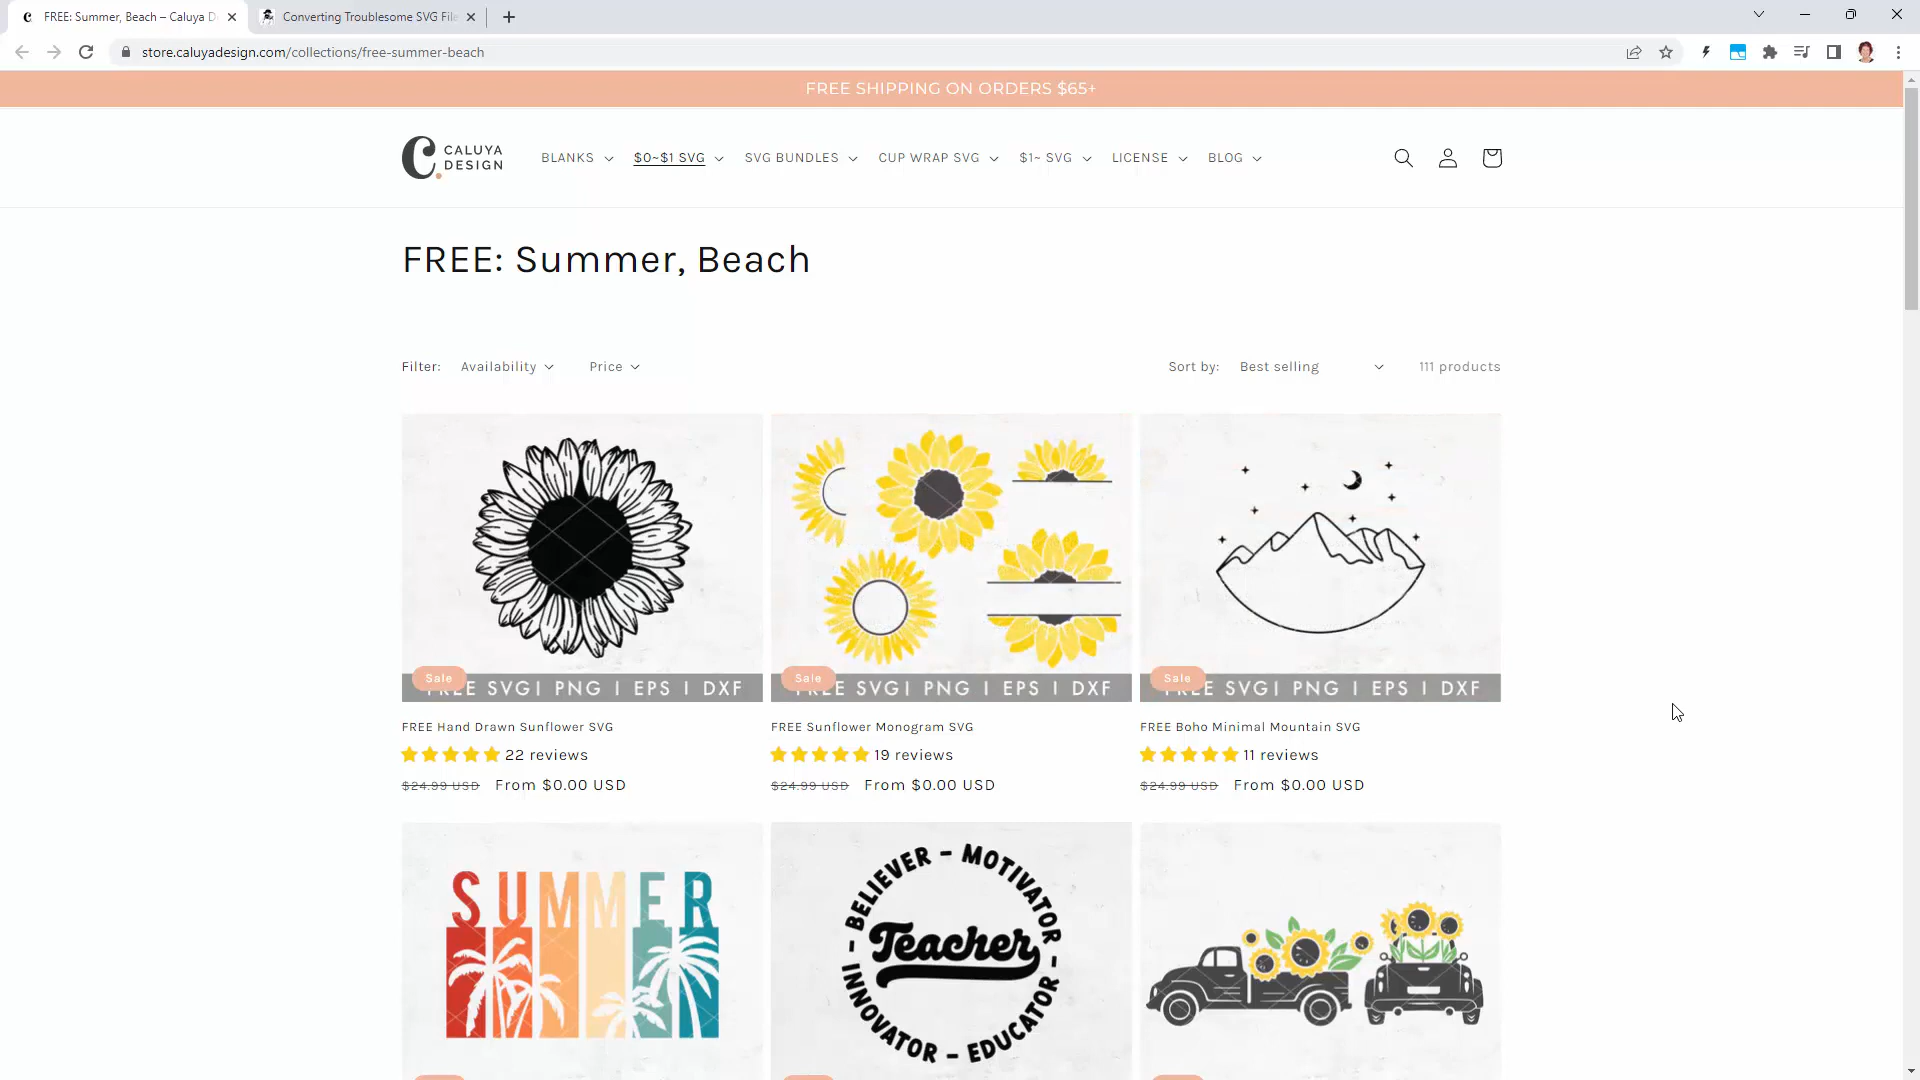 FREE: Summer, Beach – Caluya D
Converting Troublesome SVG File
store.caluyadesign.com/collections/free-summer-beach
FREE SHIPPING ON ORDERS $65+
CALUYA
DESIGN
BLANKS
$0~$1 SVG
SVG BUNDLES
CUP WRAP SVG
$1~ SVG
LICENSE
BLOG
FREE: Summer, Beach
Filter:
Availability
Price
Sort by:
Best selling
111 products
Sale
FREE SVG| PNG | EPS | DXF
Sale
FREE SVG| PNG | EPS | DXF
Sale
FREE SVG| PNG | EPS | DXF
FREE Hand Drawn Sunflower SVG
22 reviews
$24.99 USD From $0.00 USD
FREE Sunflower Monogram SVG
19 reviews
$24.99 USD From $0.00 USD
FREE Boho Minimal Mountain SVG
11 reviews
$24.99 USD From $0.00 USD
SUMMER
BELIEVER – MOTIVATOR – EDUCATOR – INNOVATOR –
Teacher